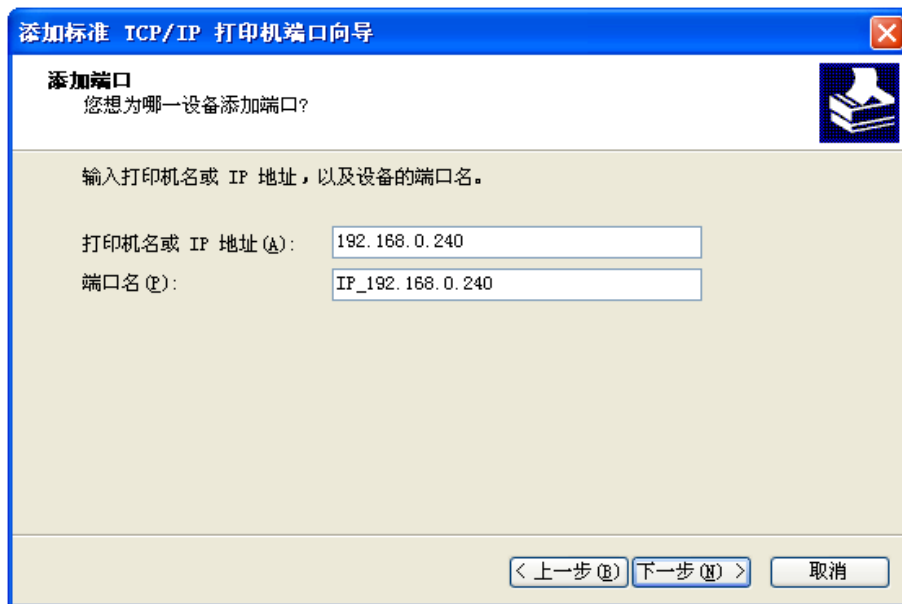 添加标准 TCP/IP 打印机端口向导
添加端口
您想为哪一设备添加端口?
输入打印机名或 IP 地址，以及设备的端口名。
打印机名或 IP 地址(A): 192.168.0.240
端口名(P): IP_192.168.0.240
< 上一步(B) 下一步(N) > 取消